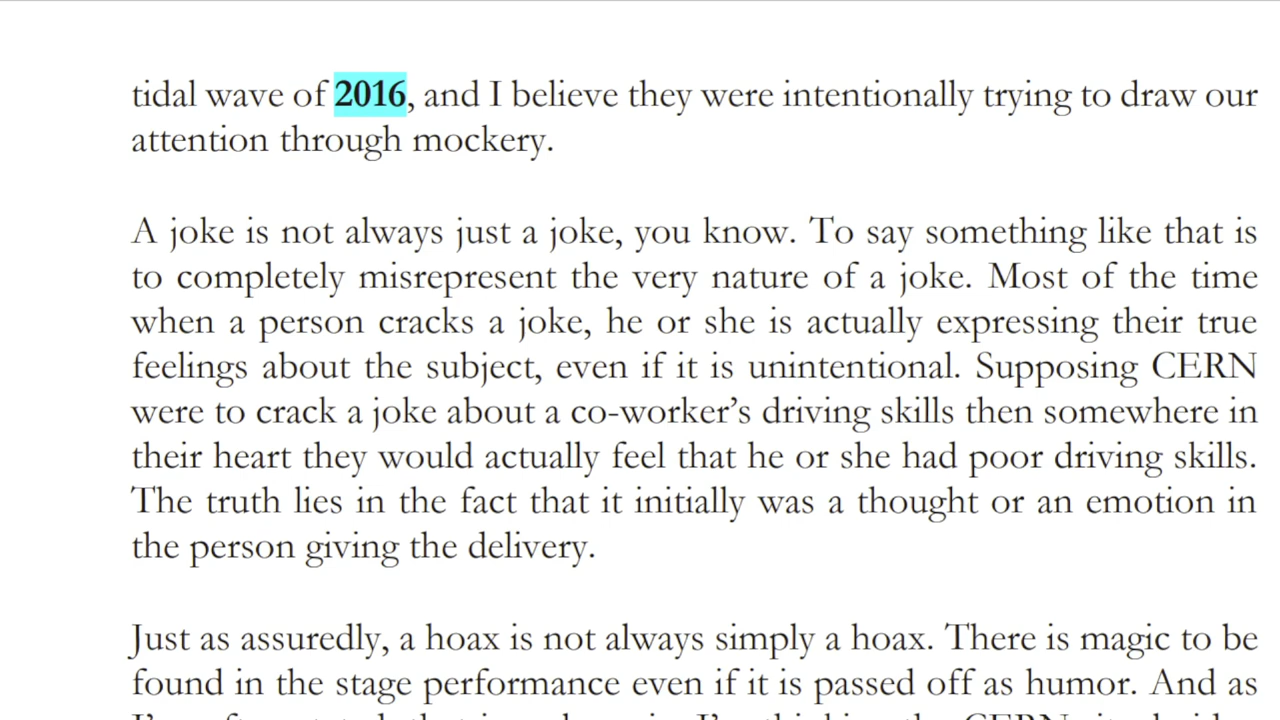 tidal wave of 2016, and I believe they were intentionally trying to draw our
attention through mockery.
A joke is not always just a joke, you know. To say something like that is
to completely misrepresent the very nature of a joke. Most of the time
when a person cracks a joke, he or she is actually expressing their true
feelings about the subject, even if it is unintentional. Supposing CERN
were to crack a joke about a co-worker’s driving skills then somewhere in
their heart they would actually feel that he or she had poor driving skills.
The truth lies in the fact that it initially was a thought or an emotion in
the person giving the delivery.
Just as assuredly, a hoax is not always simply a hoax. There is magic to be
found in the stage performance even if it is passed off as humor. And as